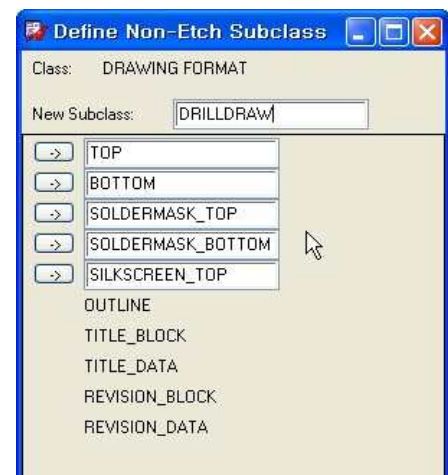 Define Non-Etch Subclass
Class: DRAWING FORMAT
New Subclass: DRILLDRAW
-> TOP
-> BOTTOM
-> SOLDERMASK_TOP
-> SOLDERMASK_BOTTOM
-> SILKSCREEN_TOP
OUTLINE
TITLE_BLOCK
TITLE_DATA
REVISION_BLOCK
REVISION_DATA